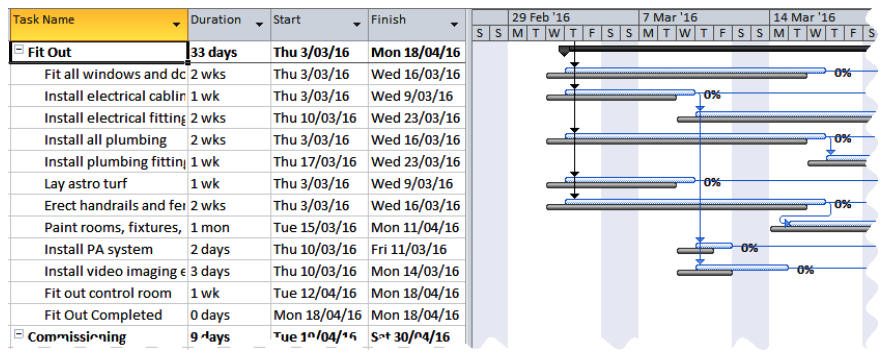 Task Name Duration Start Finish 29 Feb '16 7 Mar '16 14 Mar '16
S S M T W T F S S M T W T F S S M T W T F S
Fit Out 33 days Thu 3/03/16 Mon 18/04/16
Fit all windows and dc 2 wks Thu 3/03/16 Wed 16/03/16 0%
Install electrical cablin 1 wk Thu 3/03/16 Wed 9/03/16 0%
Install electrical fitting 2 wks Thu 10/03/16 Wed 23/03/16
Install all plumbing 2 wks Thu 3/03/16 Wed 16/03/16 0%
Install plumbing fitting 1 wk Thu 17/03/16 Wed 23/03/16
Lay astro turf 1 wk Thu 3/03/16 Wed 9/03/16 0%
Erect handrails and fer 2 wks Thu 3/03/16 Wed 16/03/16 0%
Paint rooms, fixtures, 1 mon Tue 15/03/16 Mon 11/04/16
Install PA system 2 days Thu 10/03/16 Fri 11/03/16 0%
Install video imaging e 3 days Thu 10/03/16 Mon 14/03/16 0%
Fit out control room 1 wk Tue 12/04/16 Mon 18/04/16
Fit Out Completed 0 days Mon 18/04/16 Mon 18/04/16
Commissioning 9 days Tue 19/04/16 Sat 30/04/16